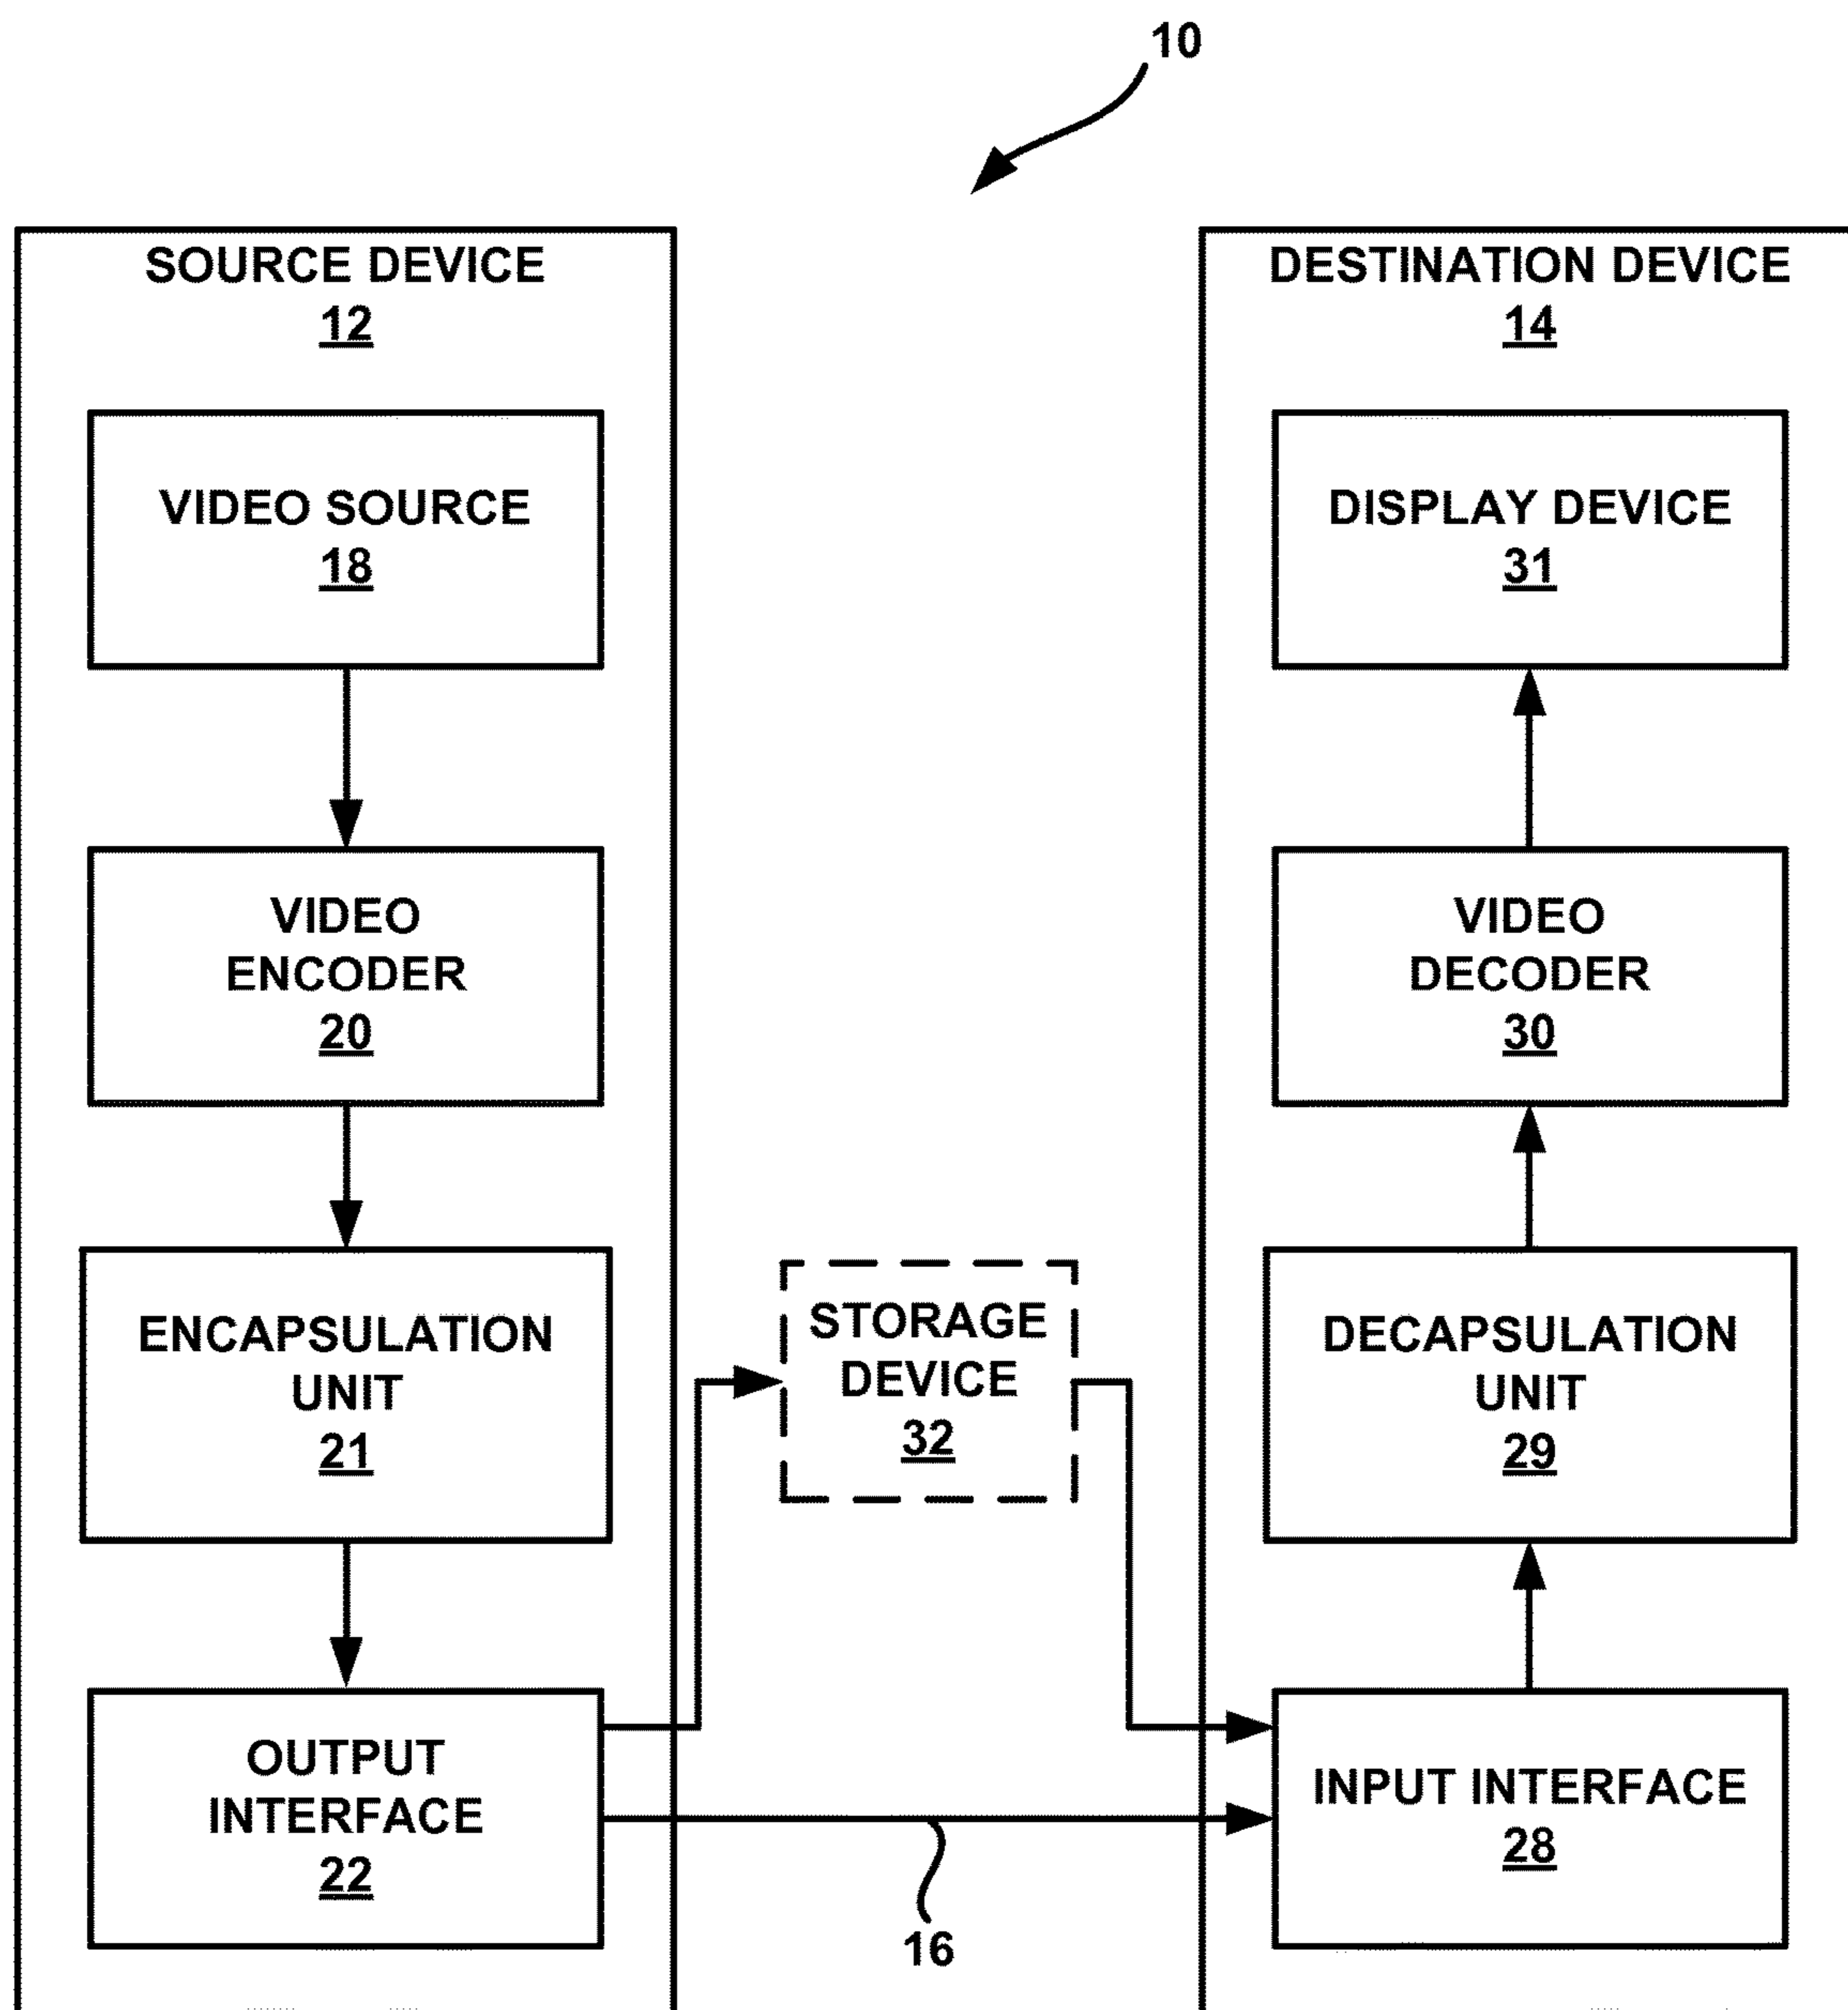 10
SOURCE DEVICE
12
VIDEO SOURCE
18
VIDEO
ENCODER
20
ENCAPSULATION
UNIT
21
OUTPUT
INTERFACE
22
STORAGE
DEVICE
32
16
DESTINATION DEVICE
14
DISPLAY DEVICE
31
VIDEO
DECODER
30
DECAPSULATION
UNIT
29
INPUT INTERFACE
28